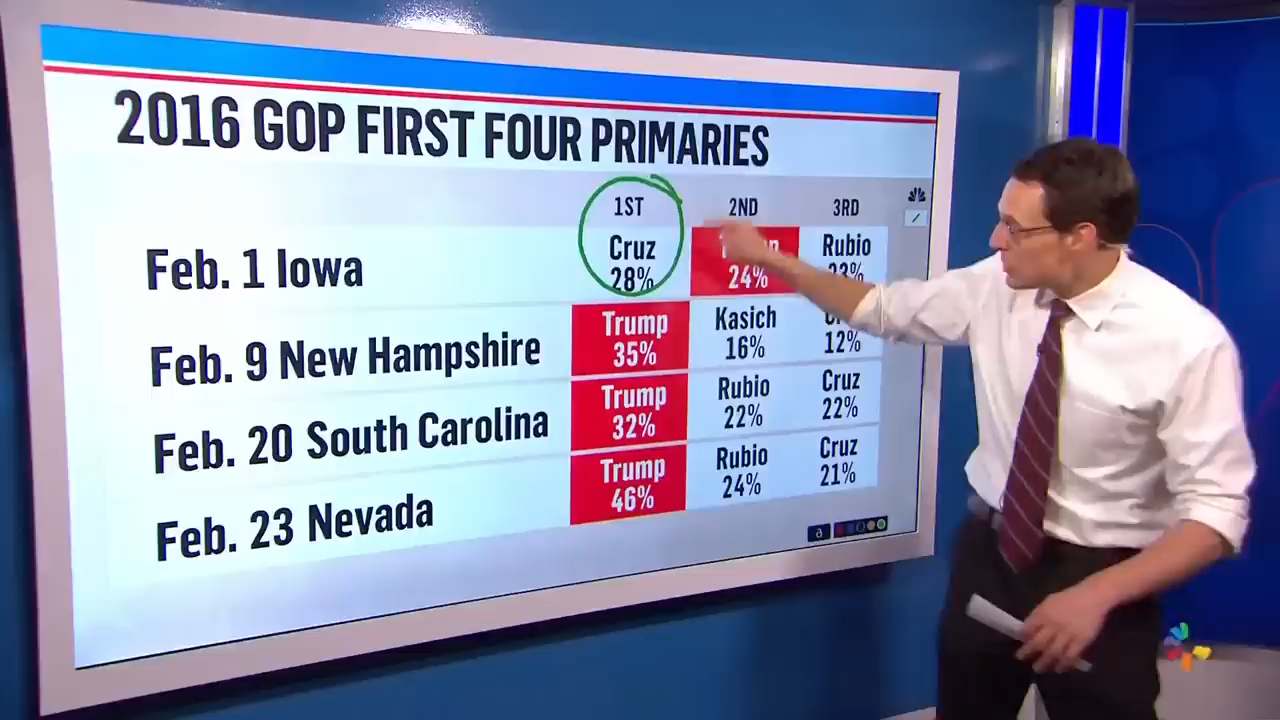 2016 GOP FIRST FOUR PRIMARIES
1ST 2ND 3RD
Feb. 1 Iowa Cruz 28% 24% Rubio 23%
Feb. 9 New Hampshire Trump 35% Kasich 16% 12%
Feb. 20 South Carolina Trump 32% Rubio 22% Cruz 22%
Feb. 23 Nevada Trump 46% Rubio 24% Cruz 21%
a